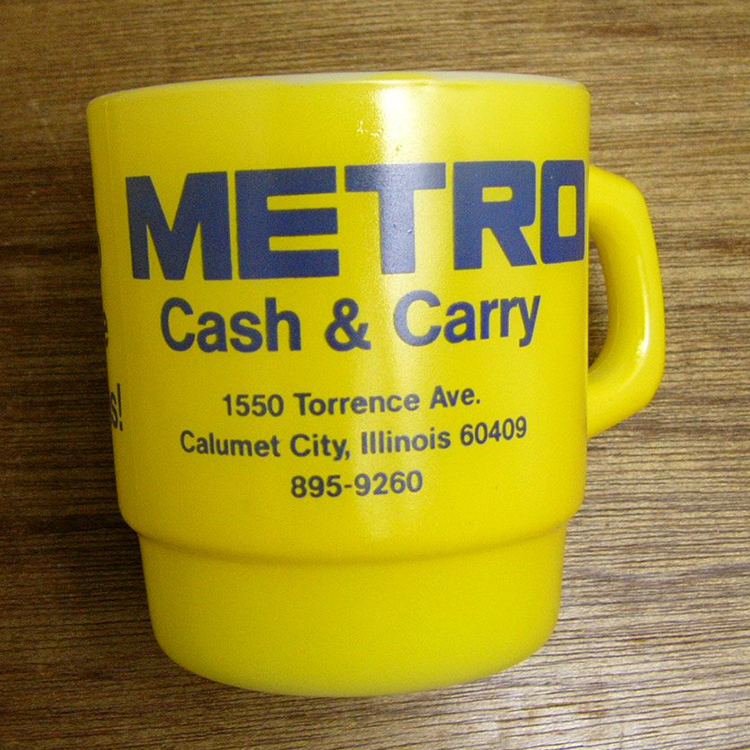 METRO
Cash & Carry
1550 Torrence Ave.
Calumet City, Illinois 60409
895-9260